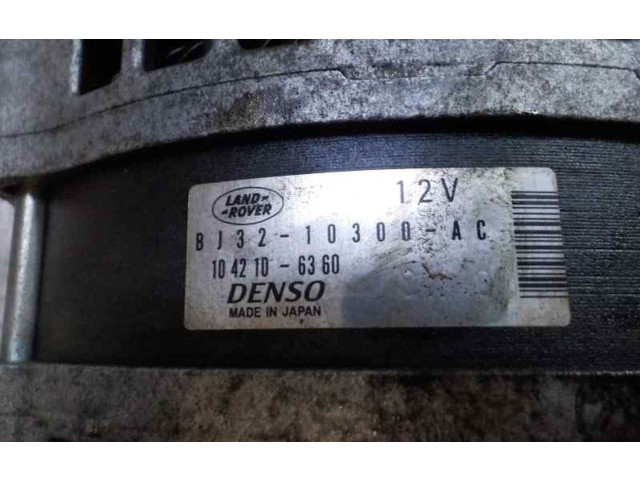 LAND-
-ROVER
12V
BJ32-10300-AC
104210-6360
DENSO
MADE IN JAPAN